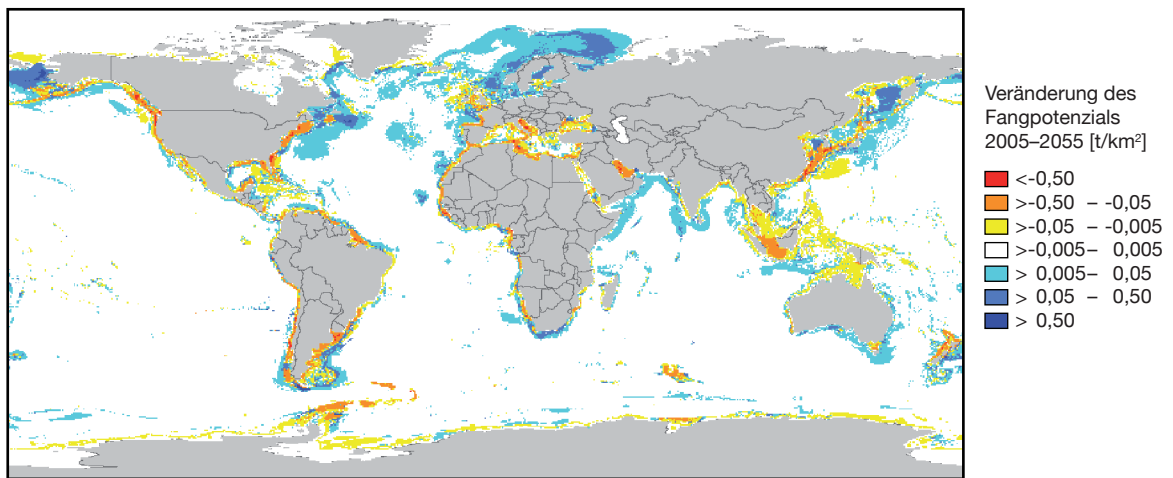 Veränderung des
Fangpotenzials
2005–2055 [t/km²]
<-0,50
>-0,50 – -0,05
>-0,05 – -0,005
>-0,005– 0,005
> 0,005– 0,05
> 0,05 – 0,50
> 0,50